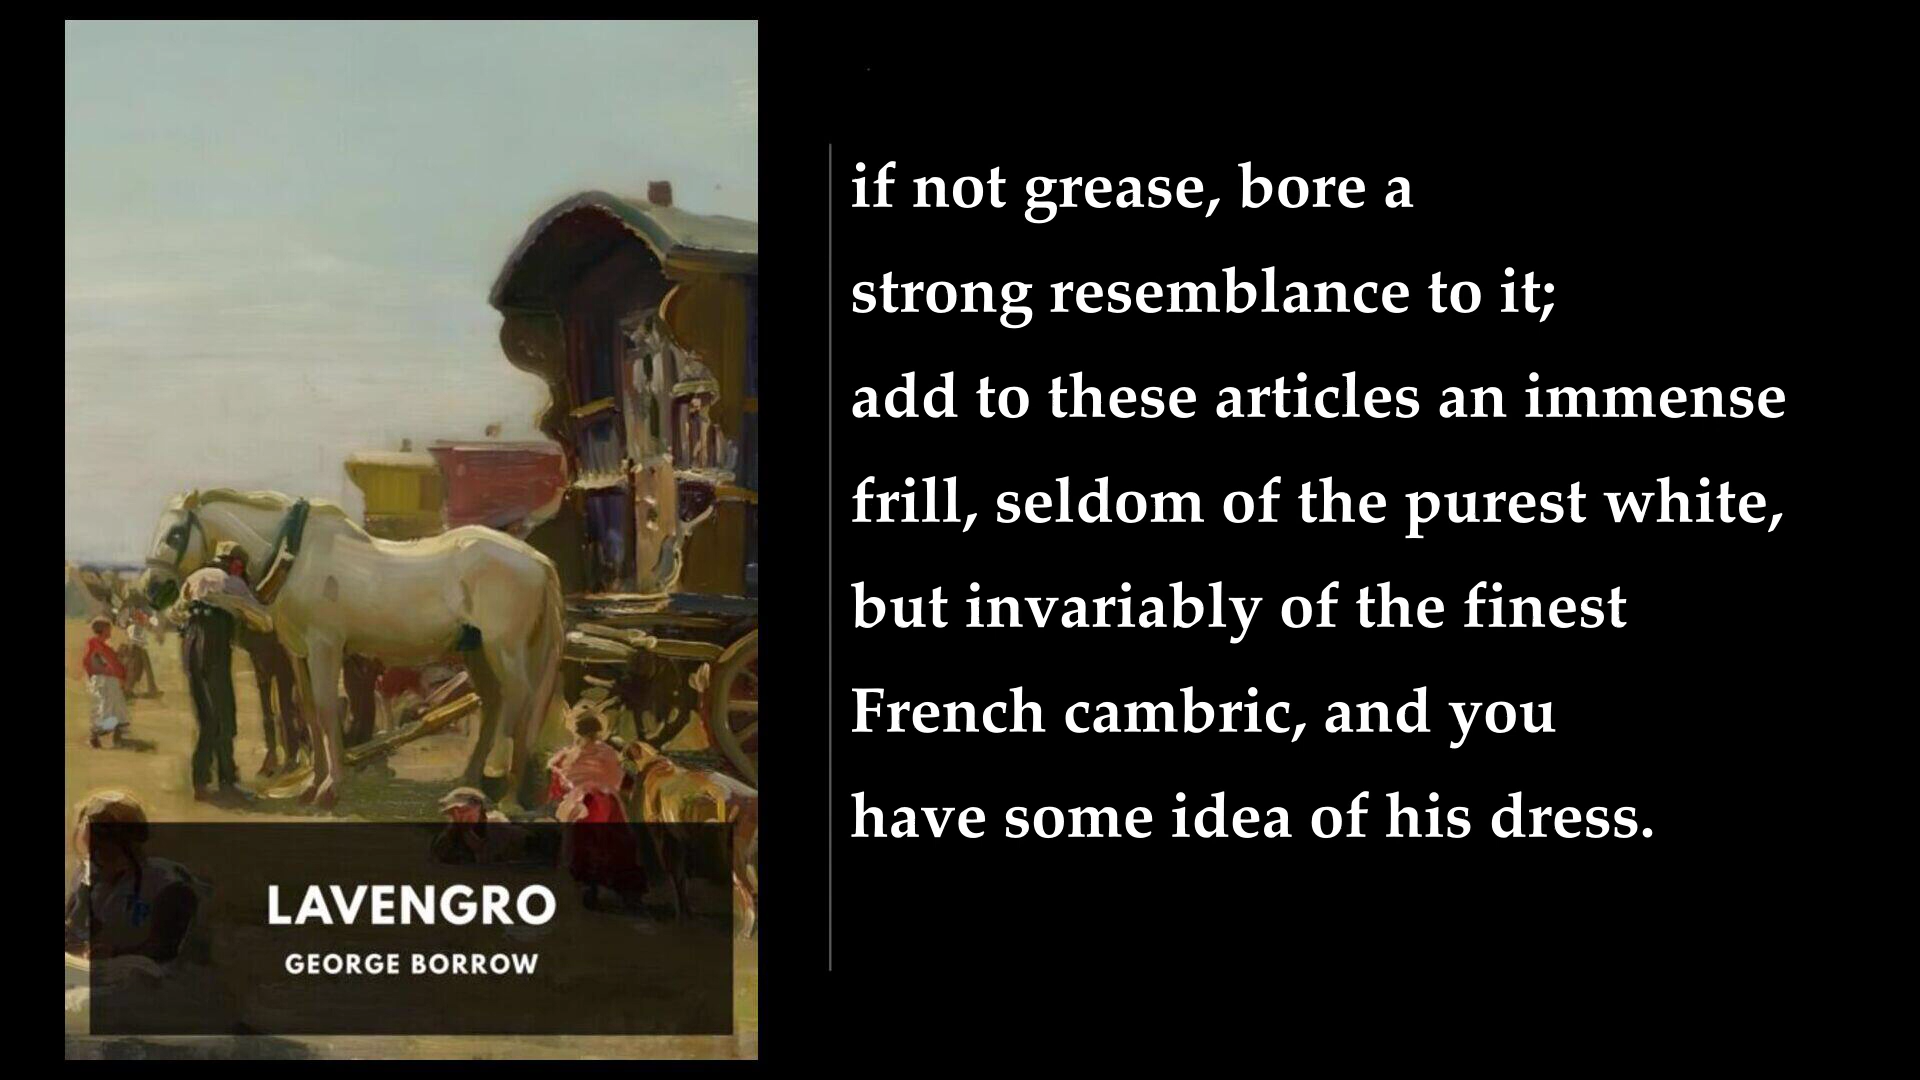 LAVENGRO
GEORGE BORROW
if not grease, bore a
strong resemblance to it;
add to these articles an immense
frill, seldom of the purest white,
but invariably of the finest
French cambric, and you
have some idea of his dress.